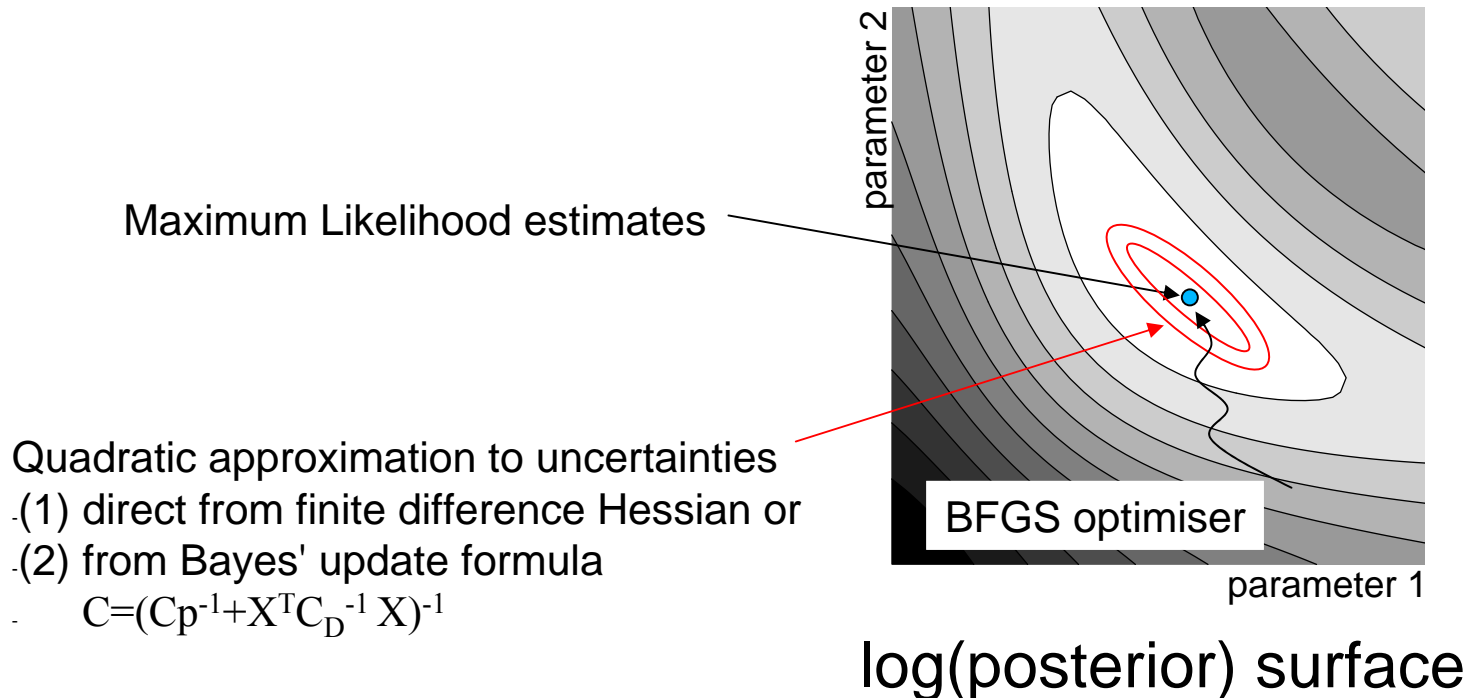 parameter 2
Maximum Likelihood estimates
Quadratic approximation to uncertainties
-(1) direct from finite difference Hessian or
-(2) from Bayes' update formula
- C=(Cp⁻¹+XᵀC_D⁻¹ X)⁻¹
BFGS optimiser
parameter 1
log(posterior) surface